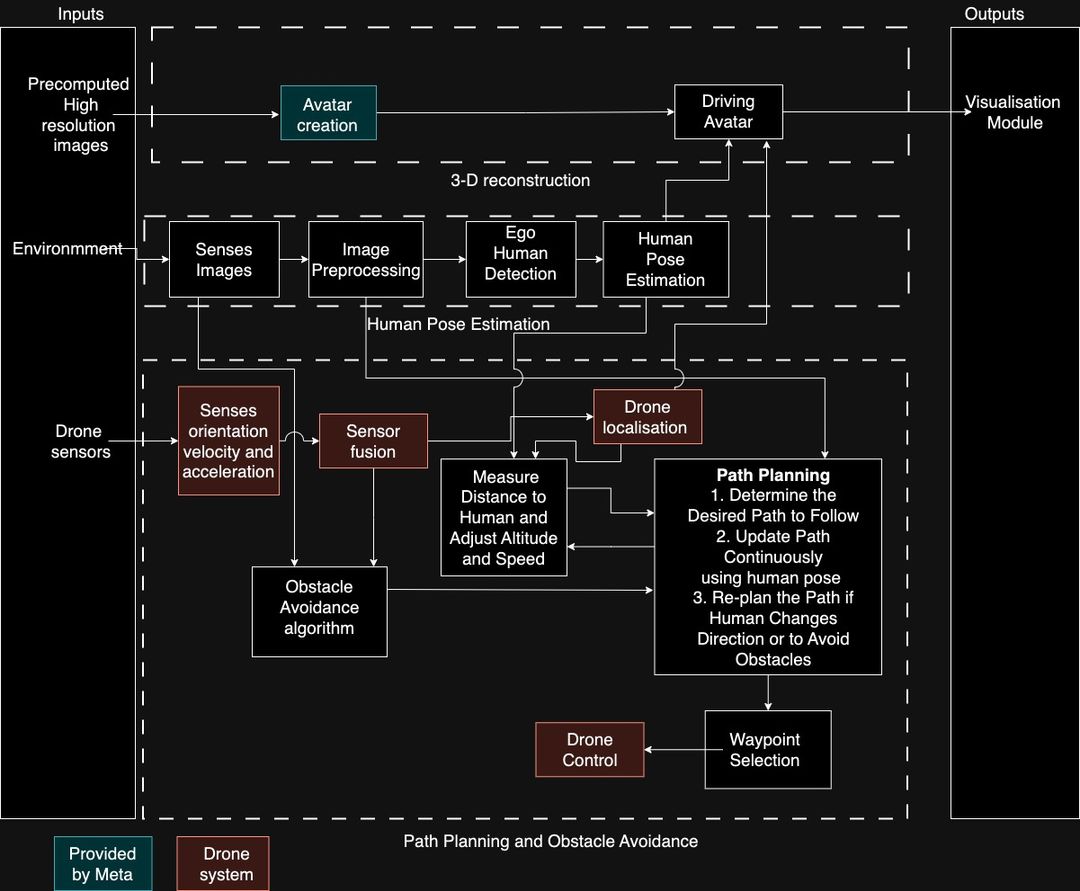 Inputs
Outputs
Precomputed
High
resolution
images
Avatar
creation
Driving
Avatar
Visualisation
Module
3-D reconstruction
Environmment
Senses
Images
Image
Preprocessing
Ego
Human
Detection
Human
Pose
Estimation
Human Pose Estimation
Drone
sensors
Senses
orientation
velocity and
acceleration
Sensor
fusion
Drone
localisation
Measure
Distance to
Human and
Adjust Altitude
and Speed
Path Planning
1. Determine the
Desired Path to Follow
2. Update Path
Continuously
using human pose
3. Re-plan the Path if
Human Changes
Direction or to Avoid
Obstacles
Obstacle
Avoidance
algorithm
Drone
Control
Waypoint
Selection
Path Planning and Obstacle Avoidance
Provided
by Meta
Drone
system